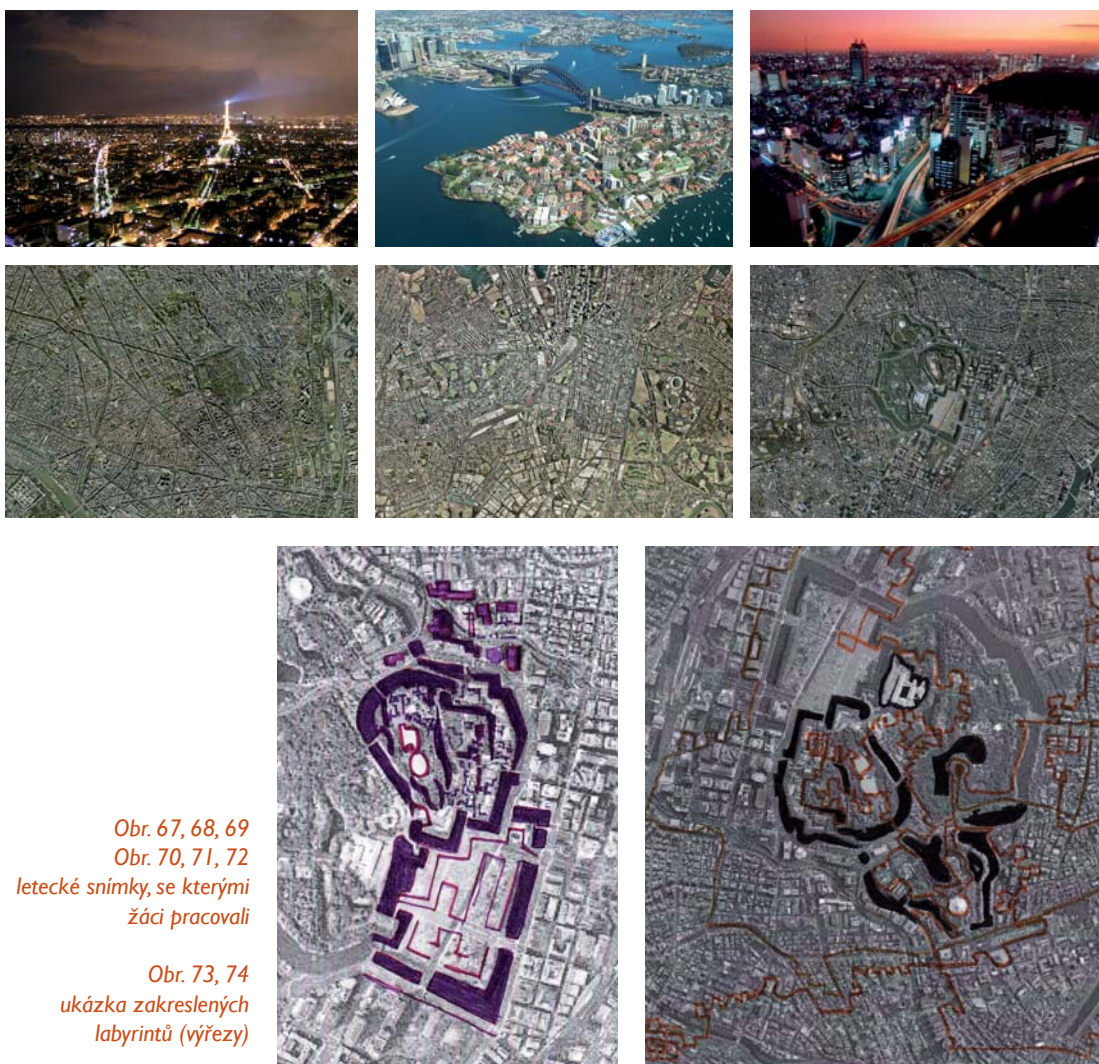 Obr. 67, 68, 69
Obr. 70, 71, 72
letecké snímky, se kterými
žáci pracovali
Obr. 73, 74
ukázka zakreslených
labyrintů (výřezy)